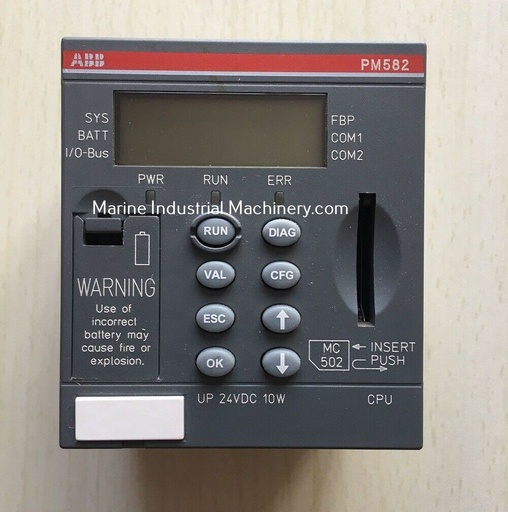 ABB
PM582
SYS
BATT
I/O-Bus
FBP
COM1
COM2
PWR RUN ERR
Marine Industrial Machinery.com
RUN DIAG
VAL CFG
ESC ↑
OK ↓
WARNING
Use of
incorrect
battery may
cause fire or
explosion.
MC
502
← INSERT
PUSH
UP 24VDC 10W
CPU